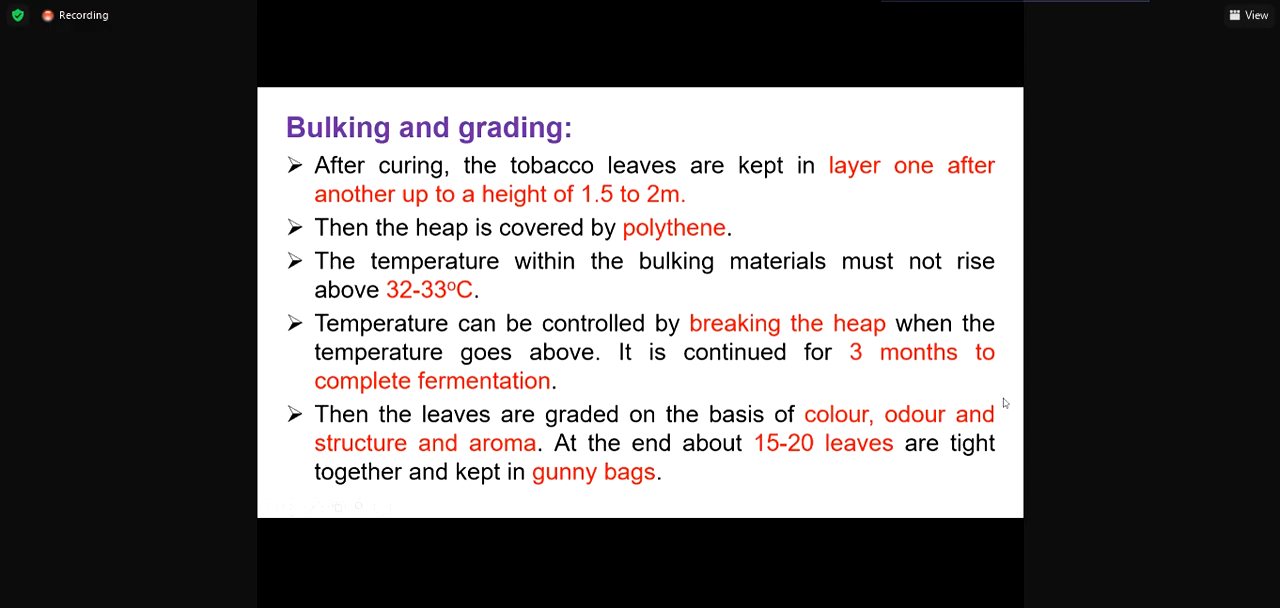 Recording
View
Bulking and grading:
➢ After curing, the tobacco leaves are kept in layer one after
another up to a height of 1.5 to 2m.
➢ Then the heap is covered by polythene.
➢ The temperature within the bulking materials must not rise
above 32-33ºC.
➢ Temperature can be controlled by breaking the heap when the
temperature goes above. It is continued for 3 months to
complete fermentation.
➢ Then the leaves are graded on the basis of colour, odour and
structure and aroma. At the end about 15-20 leaves are tight
together and kept in gunny bags.